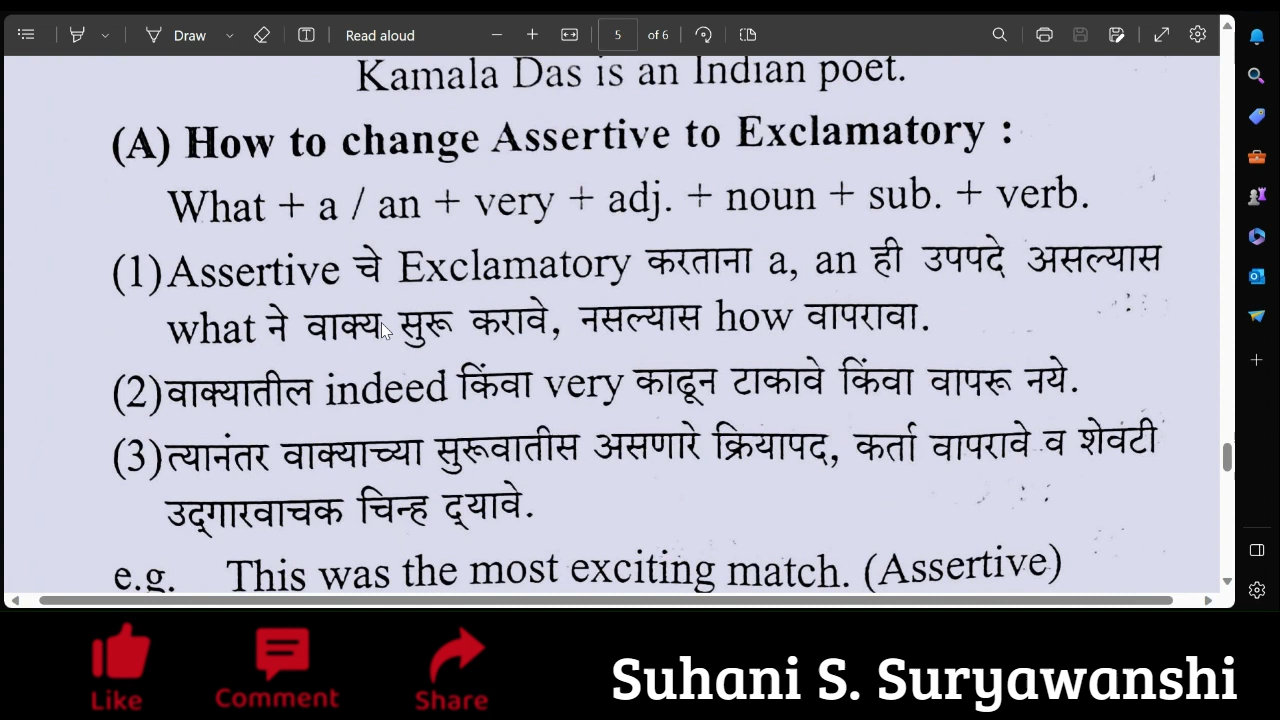 Draw
Read aloud
5
of 6
Kamala Das is an Indian poet.
(A) How to change Assertive to Exclamatory :
What + a / an + very + adj. + noun + sub. + verb.
(1) Assertive चे Exclamatory करताना a, an ही उपपदे असल्यास
what ने वाक्य सुरू करावे, नसल्यास how वापरावा.
(2) वाक्यातील indeed किंवा very काढून टाकावे किंवा वापरू नये.
(3) त्यानंतर वाक्याच्या सुरूवातीस असणारे क्रियापद, कर्ता वापरावे व शेवटी
उद्‌गारवाचक चिन्ह द्‌यावे.
e.g. This was the most exciting match. (Assertive)
Like
Comment
Share
Suhani S. Suryawanshi